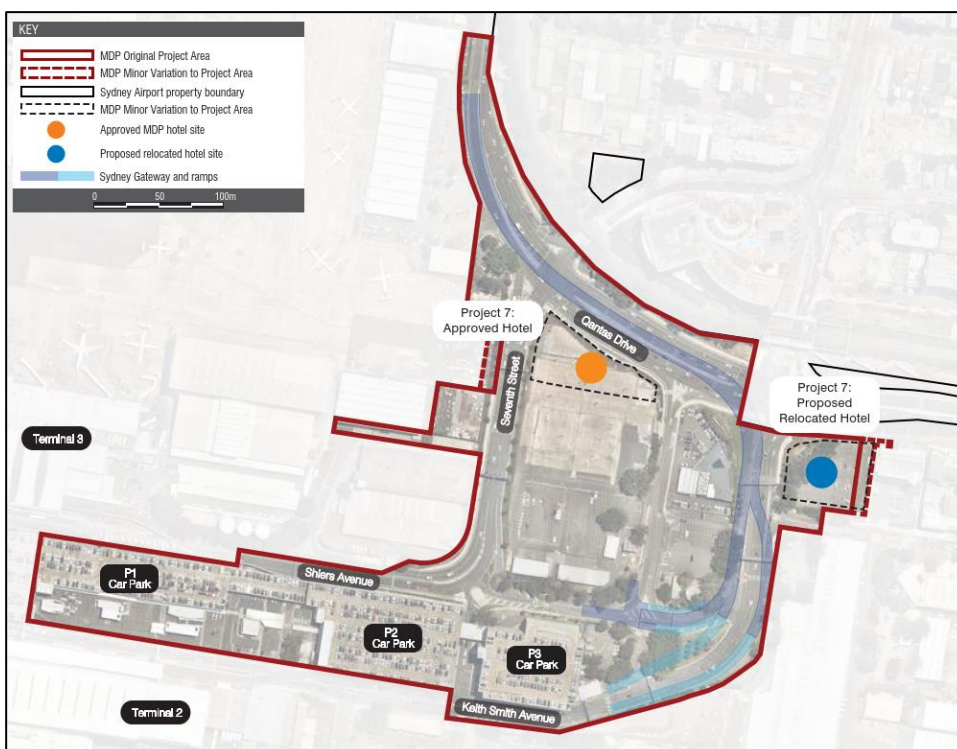 KEY
MDP Original Project Area
MDP Minor Variation to Project Area
Sydney Airport property boundary
MDP Minor Variation to Project Area
Approved MDP hotel site
Proposed relocated hotel site
Sydney Gateway and ramps
0 50 100m
Project 7:
Approved Hotel
Qantas Drive
Seventh Street
Project 7:
Proposed
Relocated Hotel
Terminal 3
P1
Car Park
Shiers Avenue
P2
Car Park
P3
Car Park
Keith Smith Avenue
Terminal 2